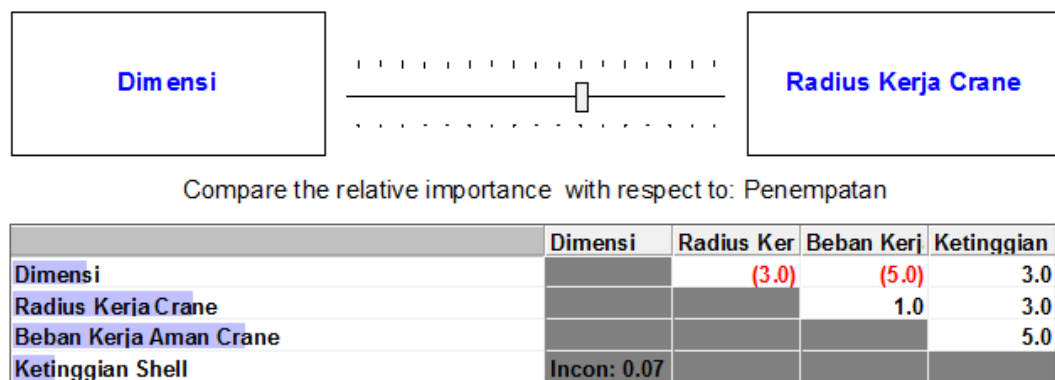 Dimensi
Radius Kerja Crane
Compare the relative importance with respect to: Penempatan
Dimensi Radius Ker Beban Kerj Ketinggian
Dimensi (3.0) (5.0) 3.0
Radius Kerja Crane 1.0 3.0
Beban Kerja Aman Crane 5.0
Ketinggian Shell Incon: 0.07